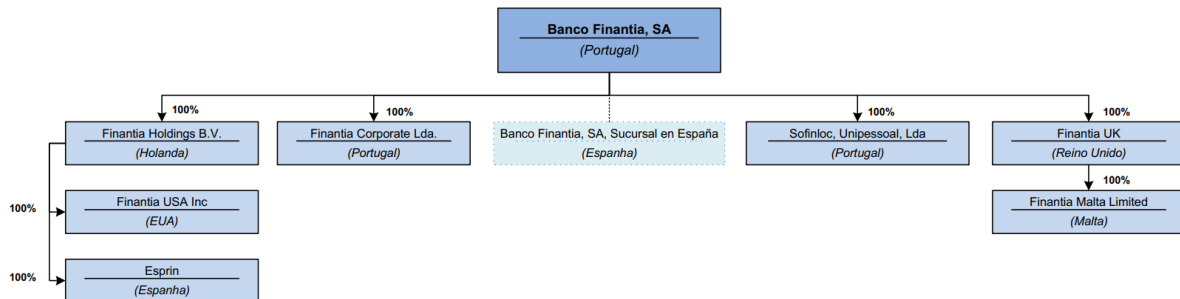 Banco Finantia, SA
(Portugal)
100%
100%
100%
100%
Finantia Holdings B.V.
(Holanda)
Finantia Corporate Lda.
(Portugal)
Banco Finantia, SA, Sucursal en España
(Espanha)
Sofinloc, Unipessoal, Lda
(Portugal)
Finantia UK
(Reino Unido)
100%
100%
Finantia USA Inc
(EUA)
Finantia Malta Limited
(Malta)
100%
Esprin
(Espanha)